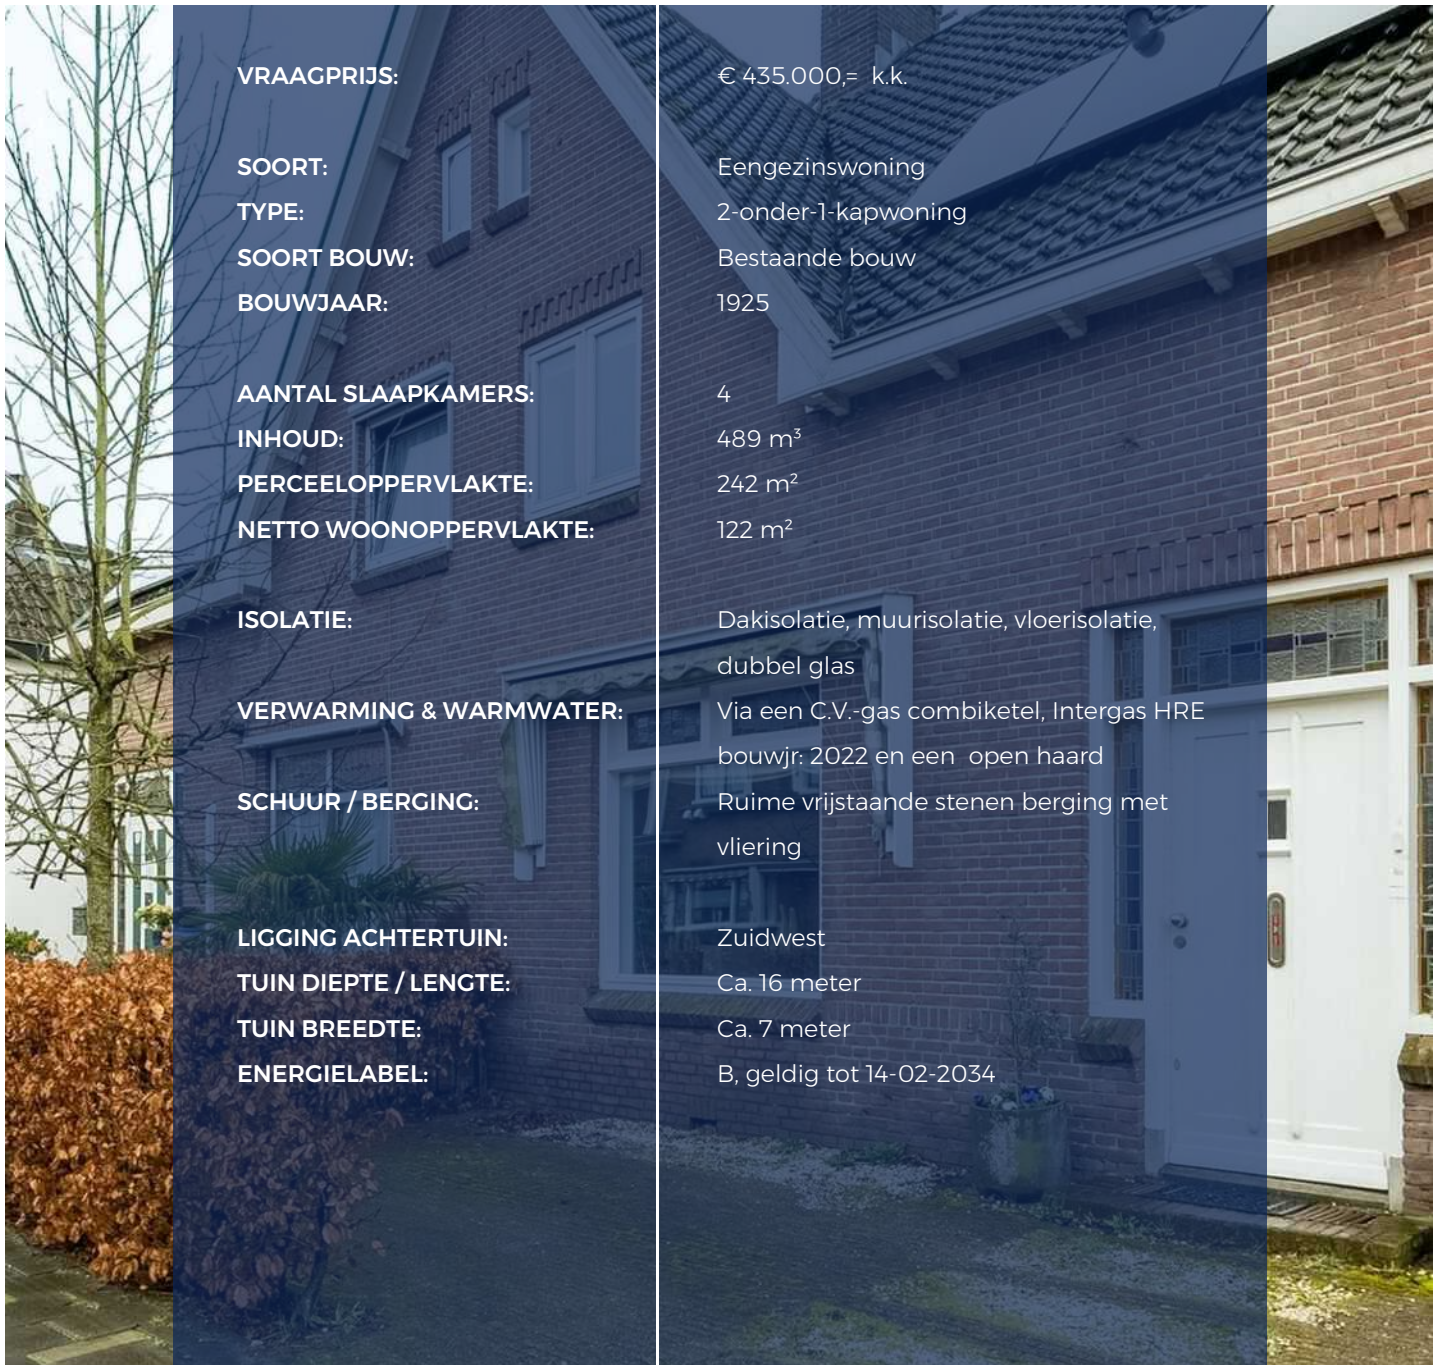 VRAAGPRIJS: € 435.000,= k.k.
SOORT: Eengezinswoning
TYPE: 2-onder-1-kapwoning
SOORT BOUW: Bestaande bouw
BOUWJAAR: 1925
AANTAL SLAAPKAMERS: 4
INHOUD: 489 m³
PERCEELOPPERVLAKTE: 242 m²
NETTO WOONOPPERVLAKTE: 122 m²
ISOLATIE: Dakisolatie, muurisolatie, vloerisolatie,
dubbel glas
VERWARMING & WARMWATER: Via een C.V.-gas combiketel, Intergas HRE
bouwjr: 2022 en een open haard
SCHUUR / BERGING: Ruime vrijstaande stenen berging met
vliering
LIGGING ACHTERTUIN: Zuidwest
TUIN DIEPTE / LENGTE: Ca. 16 meter
TUIN BREEDTE: Ca. 7 meter
ENERGIELABEL: B, geldig tot 14-02-2034